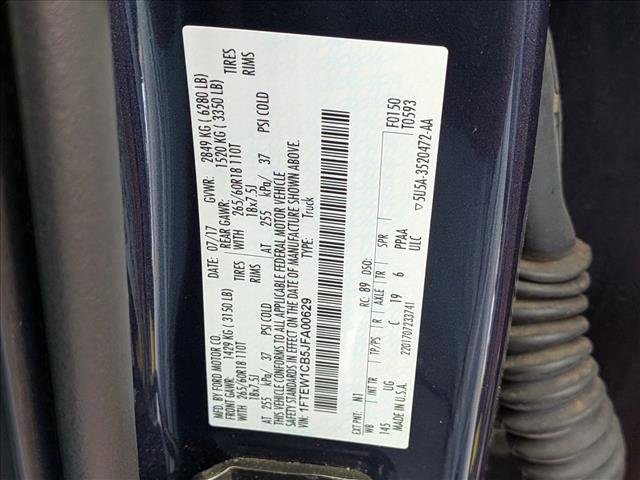 MFD. BY FORD MOTOR CO. DATE: 07/17 GVWR: 2849 KG ( 6280 LB)
FRONT GAWR: 1429 KG ( 3150 LB) REAR GAWR: 1520 KG ( 3350 LB)
WITH 265/60R18 110T TIRES WITH 265/60R18 110T TIRES
18x7.5J RIMS 18x7.5J RIMS
AT 255 kPa/ 37 PSI COLD AT 255 kPa/ 37 PSI COLD
THIS VEHICLE CONFORMS TO ALL APPLICABLE FEDERAL MOTOR VEHICLE
SAFETY STANDARDS IN EFFECT ON THE DATE OF MANUFACTURE SHOWN ABOVE.
VIN: 1FTEW1CB5JFA00629 Truck
F0150
T0593
EXT PNT: N1 RC: B9 DSO:
WB INT TR TP/PS R AXLE TR SPR
145 UG C 19 6 PPAA
ULC
MADE IN U.S.A. 2201707233741 ▽5U5A-3520472-AA